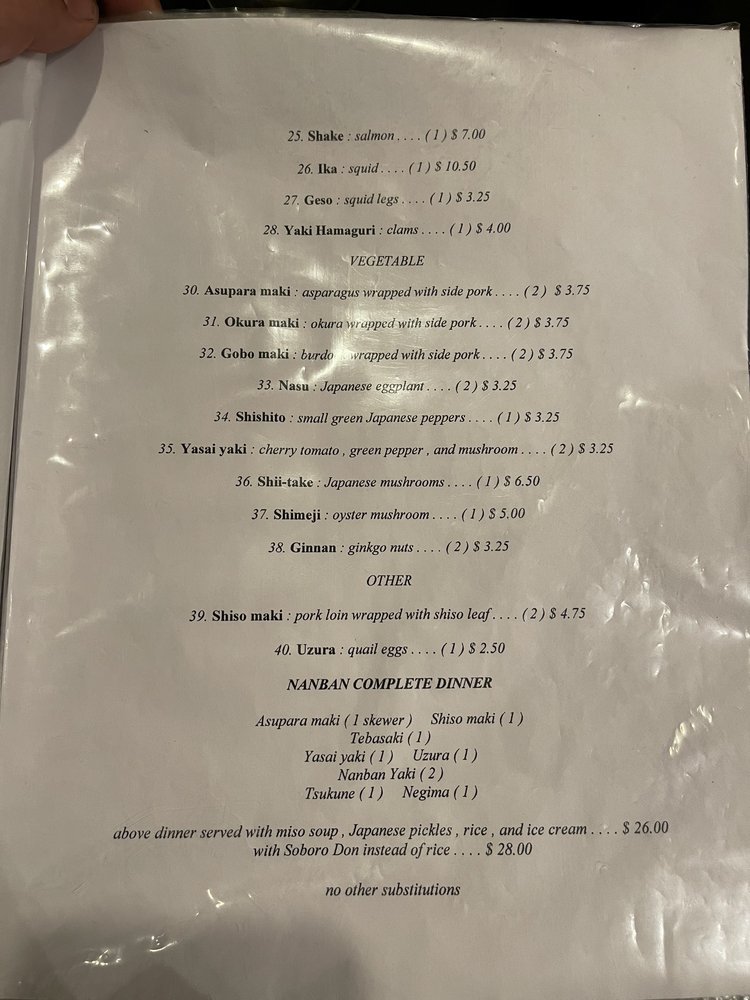 25. Shake : salmon . . . . ( 1 ) $ 7.00
26. Ika : squid . . . . ( 1 ) $ 10.50
27. Geso : squid legs . . . . ( 1 ) $ 3.25
28. Yaki Hamaguri : clams . . . . ( 1 ) $ 4.00
VEGETABLE
30. Asupara maki : asparagus wrapped with side pork . . . . ( 2 ) $ 3.75
31. Okura maki : okura wrapped with side pork . . . . ( 2 ) $ 3.75
32. Gobo maki : wrapped with side pork . . . . ( 2 ) $ 3.75
33. Nasu : Japanese eggplant . . . . ( 2 ) $ 3.25
34. Shishito : small green Japanese peppers . . . . ( 1 ) $ 3.25
35. Yasai yaki : cherry tomato , green pepper , and mushroom . . . . ( 2 ) $ 3.25
36. Shii-take : Japanese mushrooms . . . . ( 1 ) $ 6.50
37. Shimeji : oyster mushroom . . . . ( 1 ) $ 5.00
38. Ginnan : ginkgo nuts . . . . ( 2 ) $ 3.25
OTHER
39. Shiso maki : pork loin wrapped with shiso leaf . . . . ( 2 ) $ 4.75
40. Uzura : quail eggs . . . . ( 1 ) $ 2.50
NANBAN COMPLETE DINNER
Asupara maki ( 1 skewer ) Shiso maki ( 1 )
Tebasaki ( 1 )
Yasai yaki ( 1 ) Uzura ( 1 )
Nanban Yaki ( 2 )
Tsukune ( 1 ) Negima ( 1 )
above dinner served with miso soup , Japanese pickles , rice , and ice cream . . . . $ 26.00
with Soboro Don instead of rice . . . . $ 28.00
no other substitutions